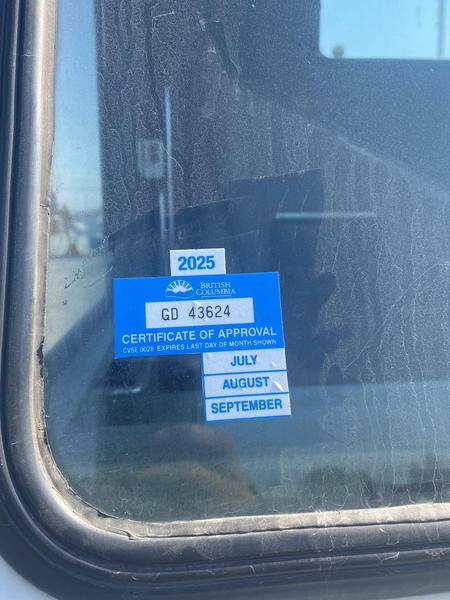 2025
BRITISH
COLUMBIA
GD 43624
CERTIFICATE OF APPROVAL
CVSE 0028 EXPIRES LAST DAY OF MONTH SHOWN
JULY
AUGUST
SEPTEMBER